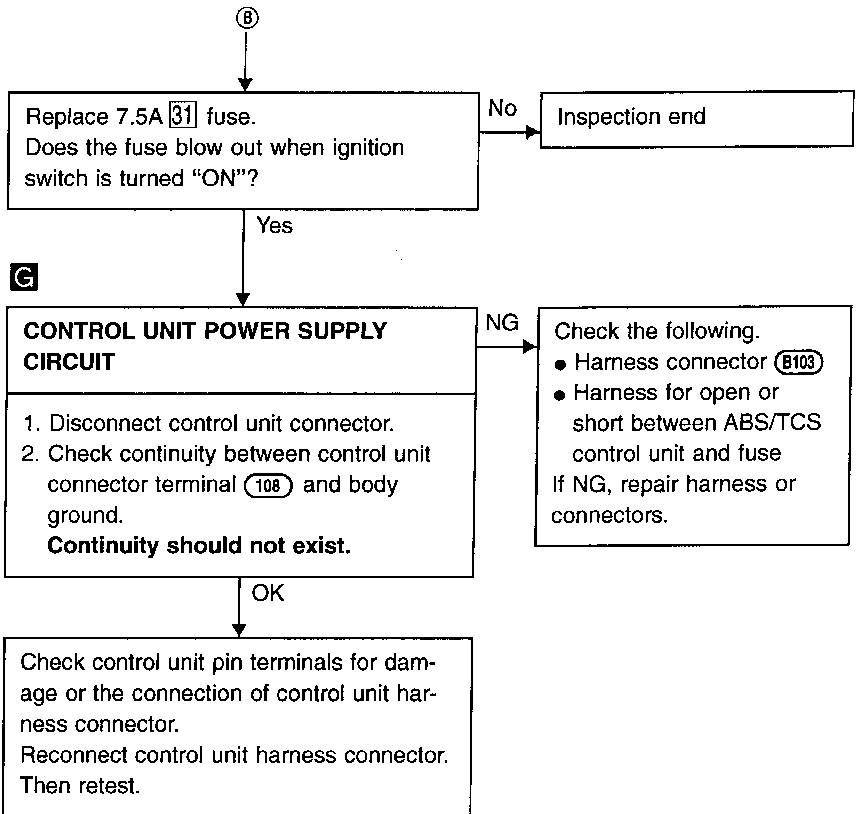 B
Replace 7.5A 31 fuse.
Does the fuse blow out when ignition
switch is turned “ON”?
No
Inspection end
Yes
G
CONTROL UNIT POWER SUPPLY
CIRCUIT
1. Disconnect control unit connector.
2. Check continuity between control unit
connector terminal 108 and body
ground.
Continuity should not exist.
NG
Check the following.
● Harness connector B103
● Harness for open or
short between ABS/TCS
control unit and fuse
If NG, repair harness or
connectors.
OK
Check control unit pin terminals for dam-
age or the connection of control unit har-
ness connector.
Reconnect control unit harness connector.
Then retest.